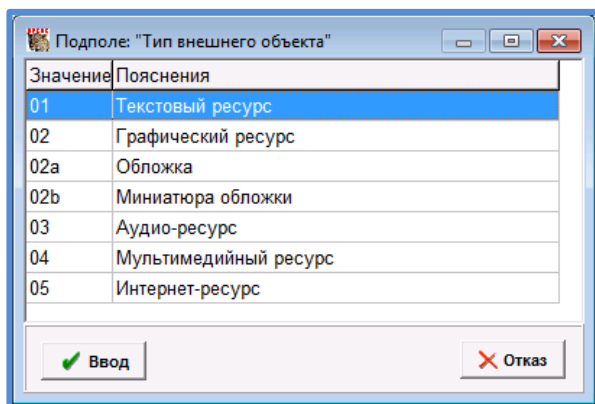 Подполе: "Тип внешнего объекта"
Значение Пояснения
01 Текстовый ресурс
02 Графический ресурс
02a Обложка
02b Миниатюра обложки
03 Аудио-ресурс
04 Мультимедийный ресурс
05 Интернет-ресурс
Ввод Отказ